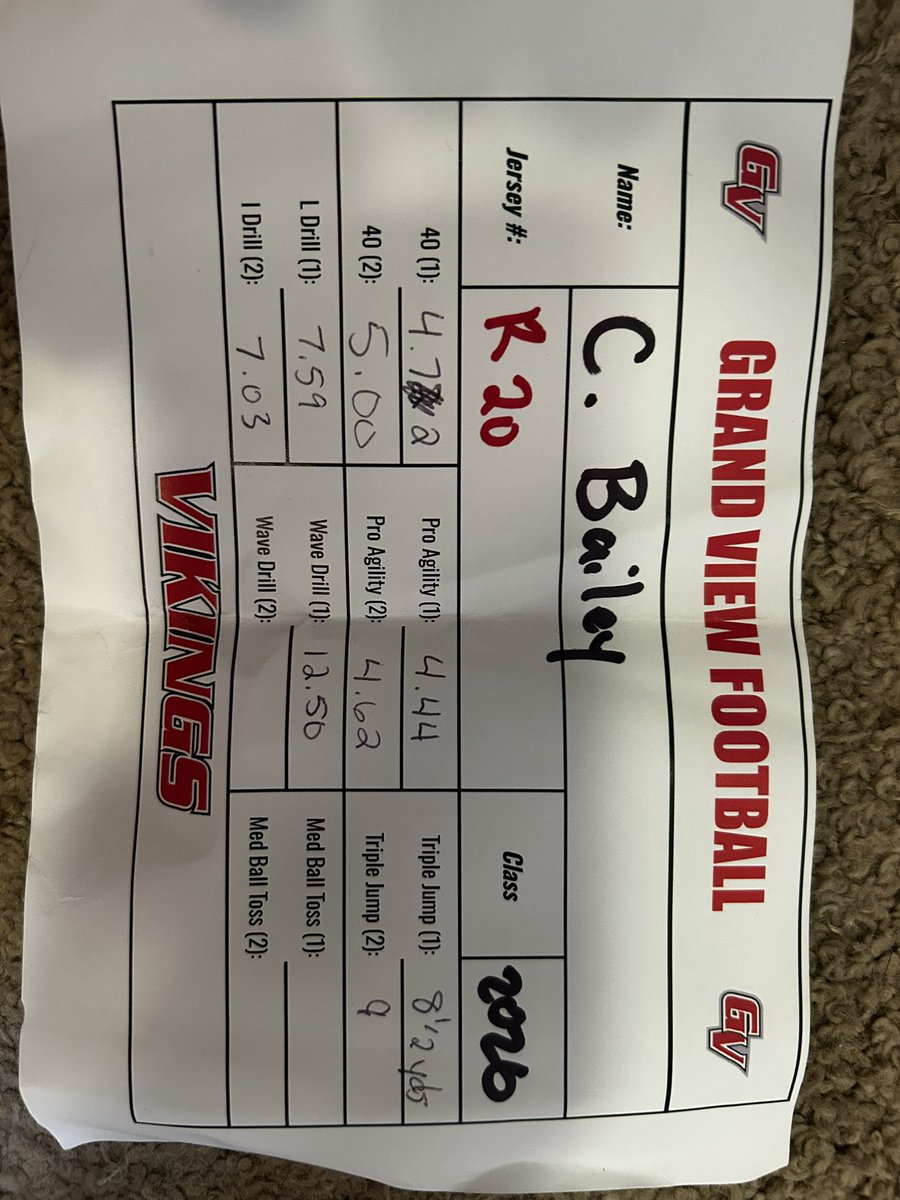 GV GRAND VIEW FOOTBALL GV
Name: C. Bailey
Jersey #: R 20 Class 2026
40 (1): 4.72 Pro Agility (1): 4.44 Triple Jump (1): 8'2 yds
40 (2): 5.00 Pro Agility (2): 4.62 Triple Jump (2): 9
L Drill (1): 7.59 Wave Drill (1): 12.50 Med Ball Toss (1):
I Drill (2): 7.03 Wave Drill (2): Med Ball Toss (2):
VIKINGS